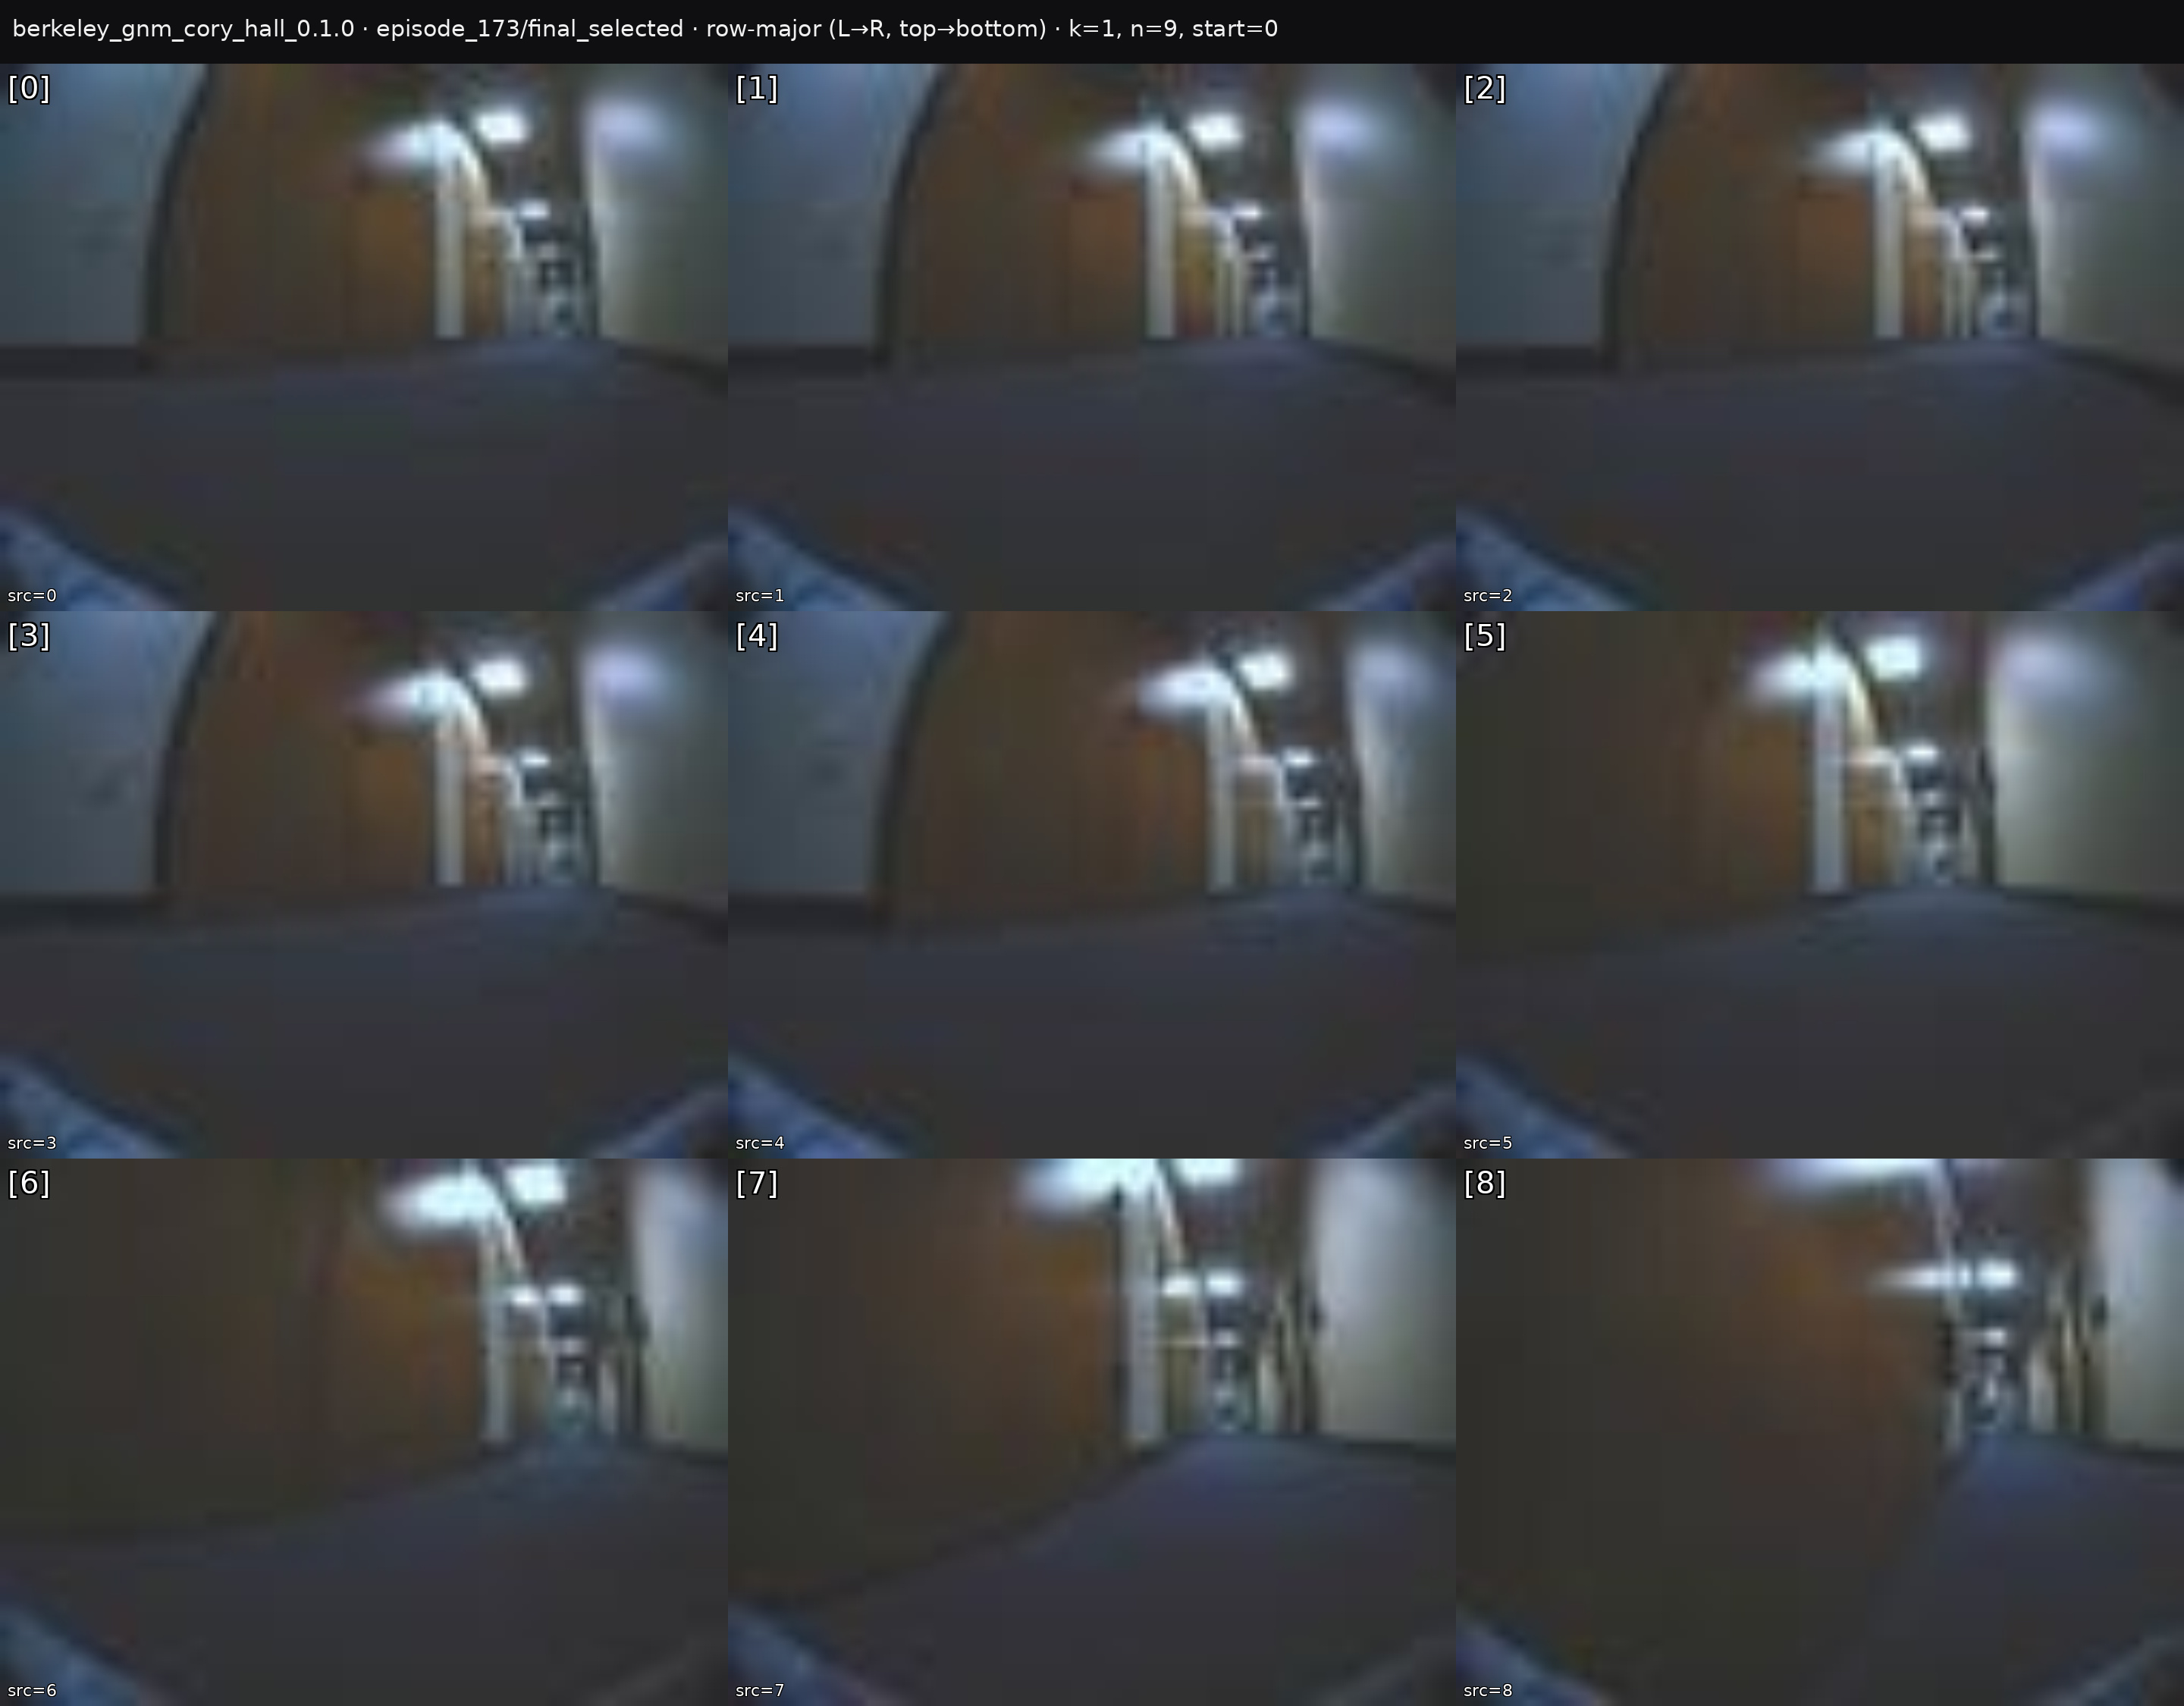 berkeley_gnm_cory_hall_0.1.0 · episode_173/final_selected · row-major (L→R, top→bottom) · k=1, n=9, start=0
[0]
[1]
[2]
src=0
src=1
src=2
[3]
[4]
[5]
src=3
src=4
src=5
[6]
[7]
[8]
src=6
src=7
src=8